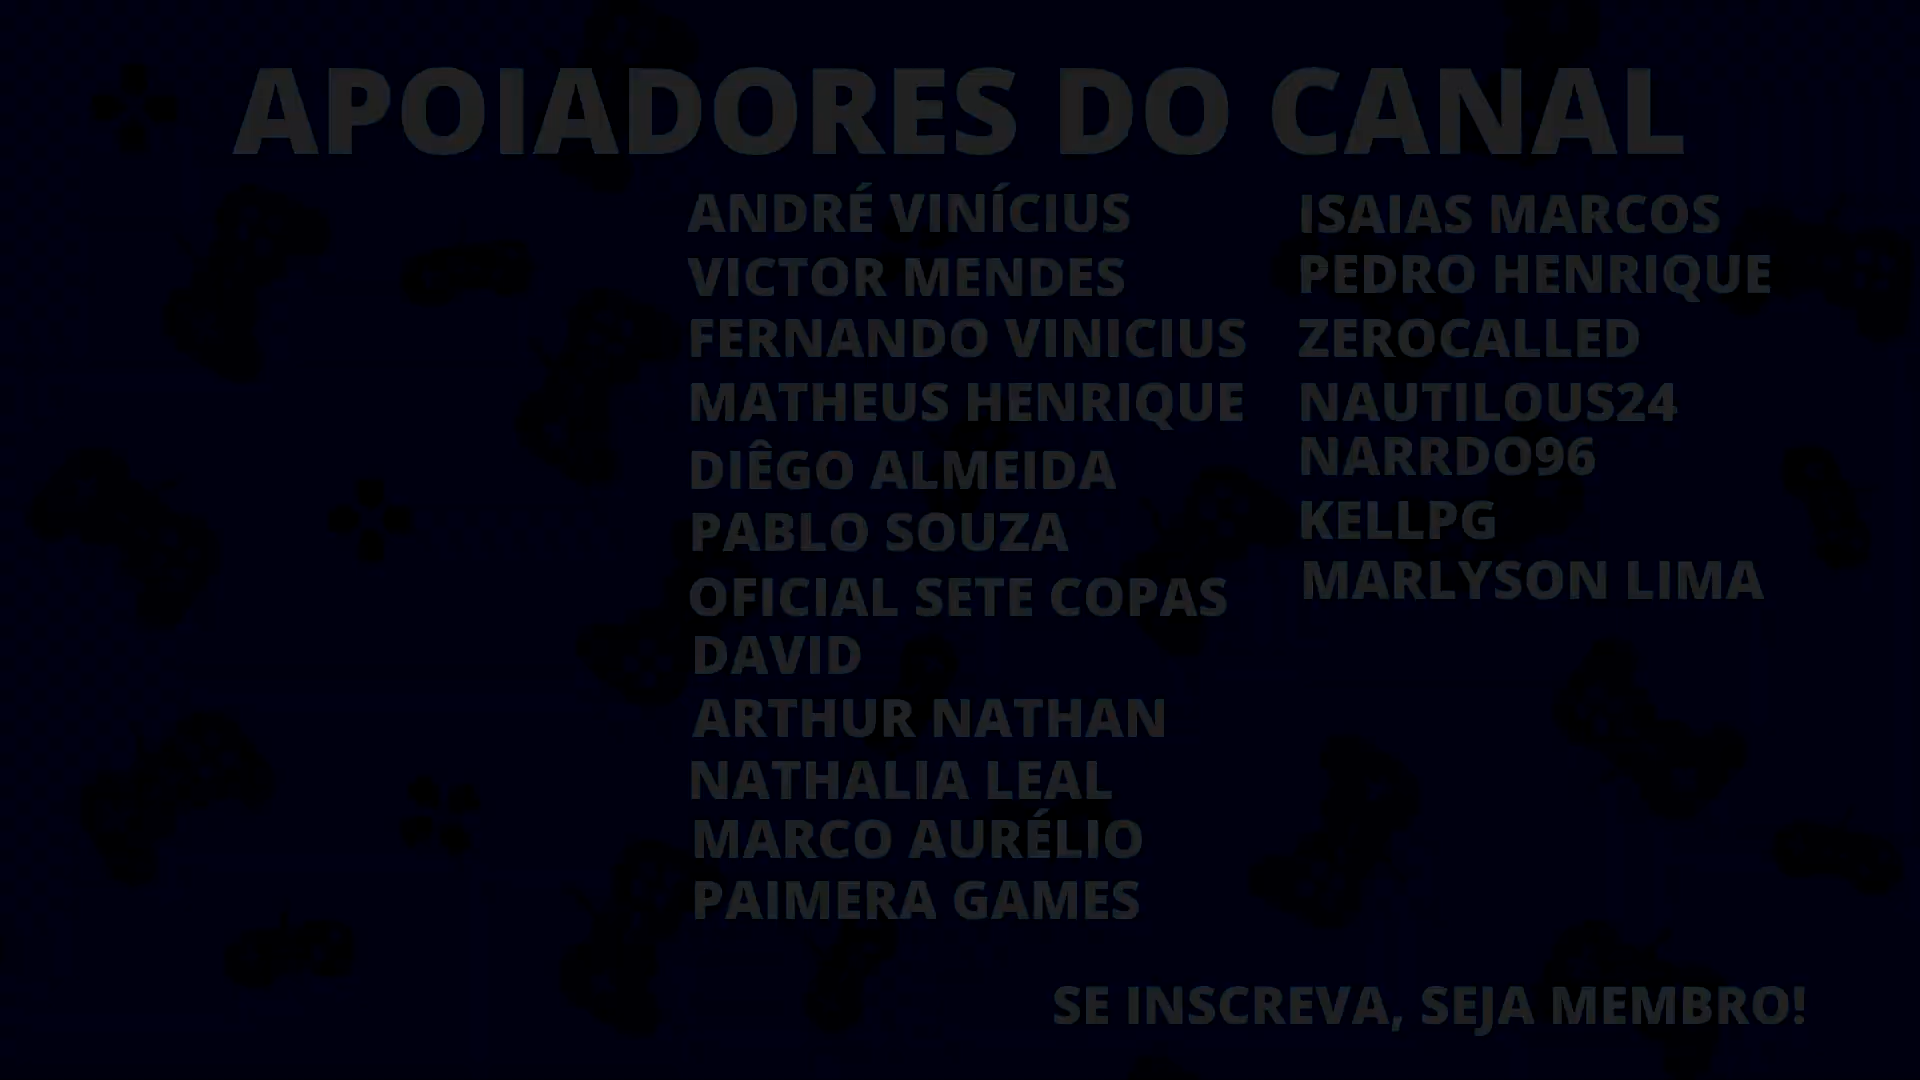 APOIADORES DO CANAL
ANDRÉ VINÍCIUS
VICTOR MENDES
FERNANDO VINICIUS
MATHEUS HENRIQUE
DIÊGO ALMEIDA
PABLO SOUZA
OFICIAL SETE COPAS
DAVID
ARTHUR NATHAN
NATHALIA LEAL
MARCO AURÉLIO
PAIMERA GAMES
ISAIAS MARCOS
PEDRO HENRIQUE
ZEROCALLED
NAUTILOUS24
NARRDO96
KELLPG
MARLYSON LIMA
SE INSCREVA, SEJA MEMBRO!